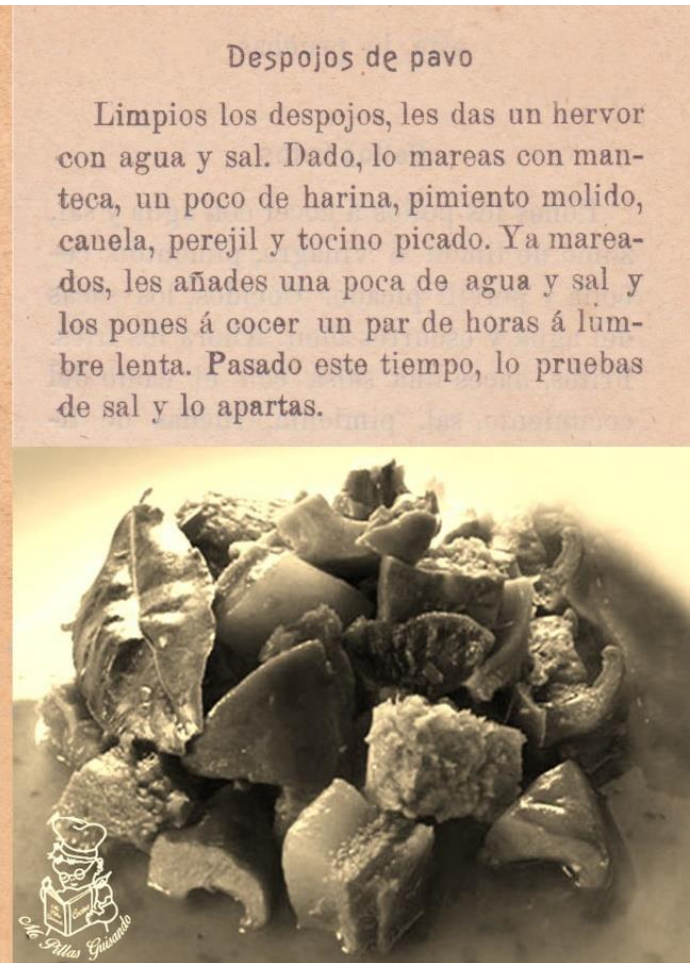 Despojos de pavo
Limpios los despojos, les das un hervor
con agua y sal. Dado, lo mareas con man-
teca, un poco de harina, pimiento molido,
canela, perejil y tocino picado. Ya marea-
dos, les añades una poca de agua y sal y
los pones á cocer un par de horas á lum-
bre lenta. Pasado este tiempo, lo pruebas
de sal y lo apartas.
Me Pillas Guisando